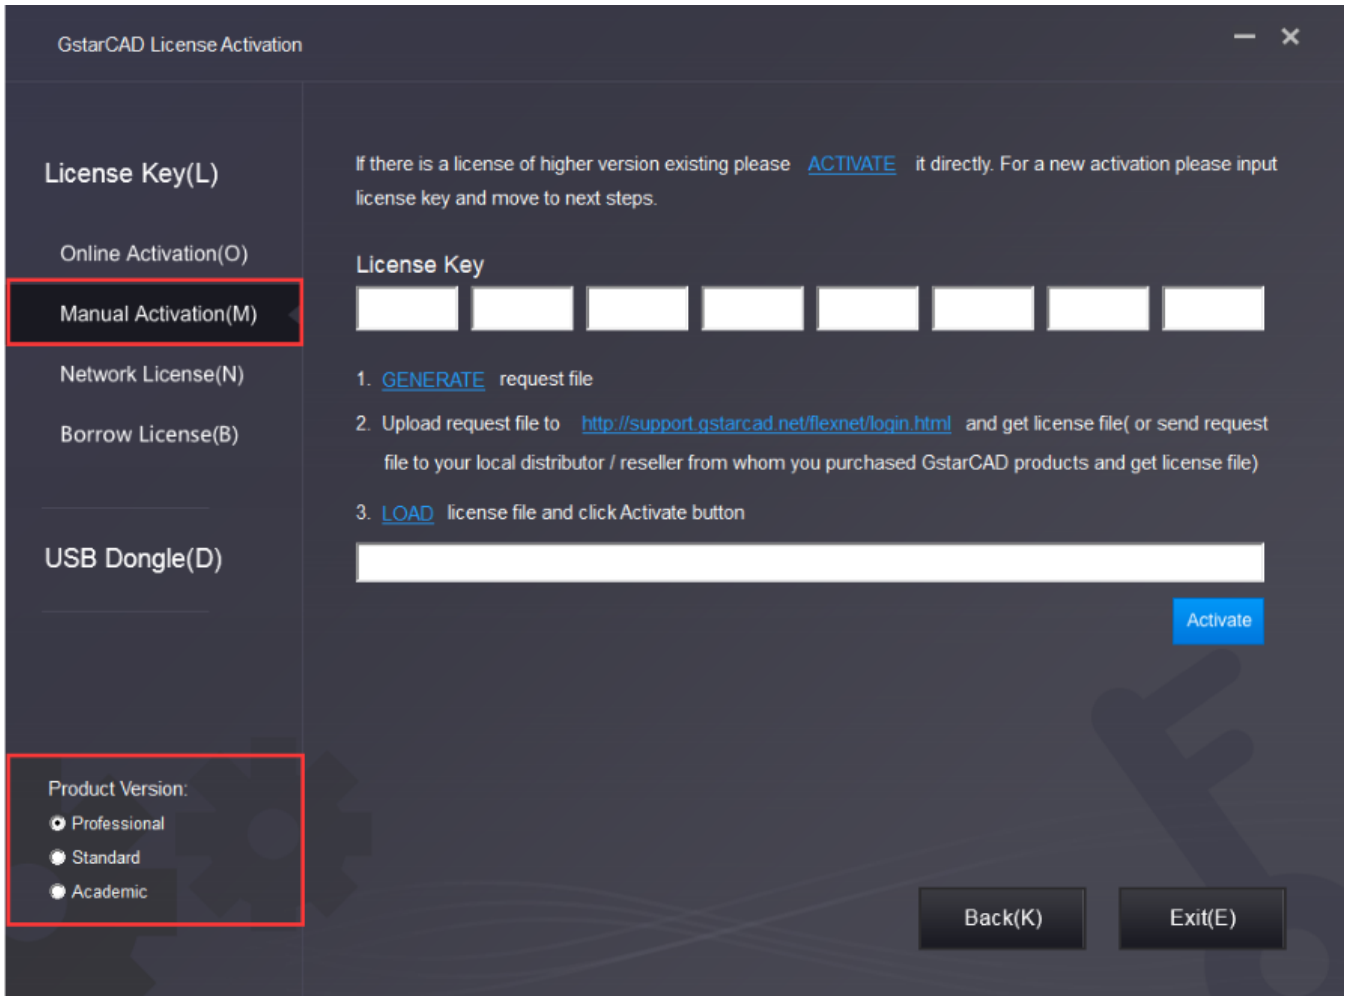 GstarCAD License Activation
License Key(L)
Online Activation(O)
Manual Activation(M)
Network License(N)
Borrow License(B)
USB Dongle(D)
Product Version:
Professional
Standard
Academic
If there is a license of higher version existing please ACTIVATE it directly. For a new activation please input
license key and move to next steps.
License Key
1. GENERATE request file
2. Upload request file to http://support.gstarcad.net/flexnet/login.html and get license file( or send request
file to your local distributor / reseller from whom you purchased GstarCAD products and get license file)
3. LOAD license file and click Activate button
Activate
Back(K)
Exit(E)